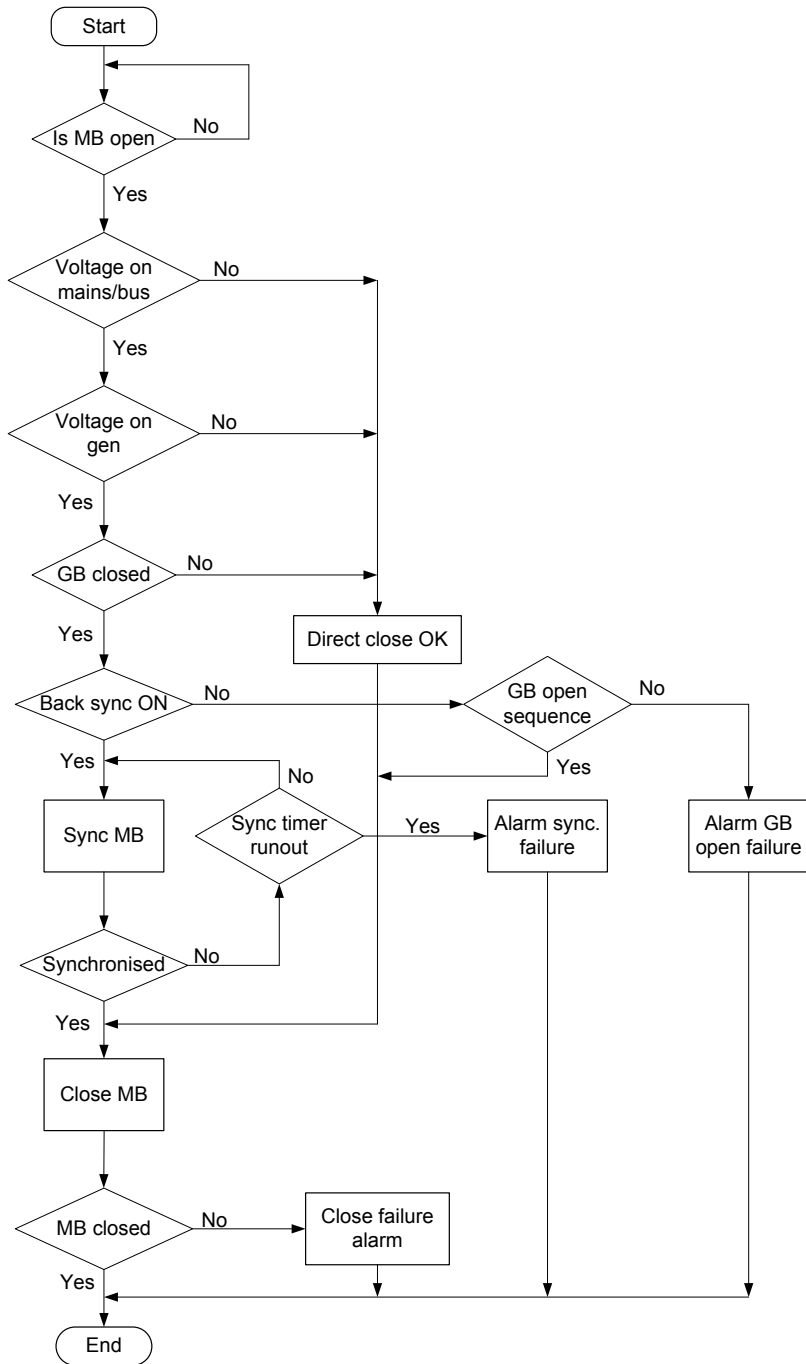 Start
Is MB open
No
Yes
Voltage on
mains/bus
No
Yes
Voltage on
gen
No
Yes
GB closed
No
Yes
Direct close OK
Back sync ON
No
GB open
sequence
No
Yes
Yes
No
Sync MB
Sync timer
runout
Yes
Alarm sync.
failure
Alarm GB
open failure
Synchronised
No
Yes
Close MB
MB closed
No
Close failure
alarm
Yes
End